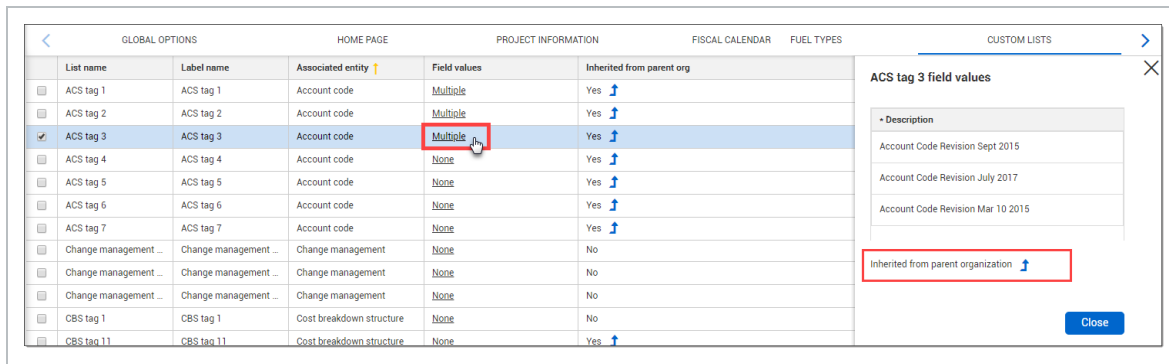 GLOBAL OPTIONS HOME PAGE PROJECT INFORMATION FISCAL CALENDAR FUEL TYPES CUSTOM LISTS
List name Label name Associated entity Field values Inherited from parent org
ACS tag 1 ACS tag 1 Account code Multiple Yes
ACS tag 2 ACS tag 2 Account code Multiple Yes
ACS tag 3 ACS tag 3 Account code Multiple Yes
ACS tag 4 ACS tag 4 Account code None Yes
ACS tag 5 ACS tag 5 Account code None Yes
ACS tag 6 ACS tag 6 Account code None Yes
ACS tag 7 ACS tag 7 Account code None Yes
Change management ... Change management ... Change management None No
Change management ... Change management ... Change management None No
Change management ... Change management ... Change management None No
CBS tag 1 CBS tag 1 Cost breakdown structure None No
CBS tag 11 CBS tag 11 Cost breakdown structure None Yes
ACS tag 3 field values
* Description
Account Code Revision Sept 2015
Account Code Revision July 2017
Account Code Revision Mar 10 2015
Inherited from parent organization
Close